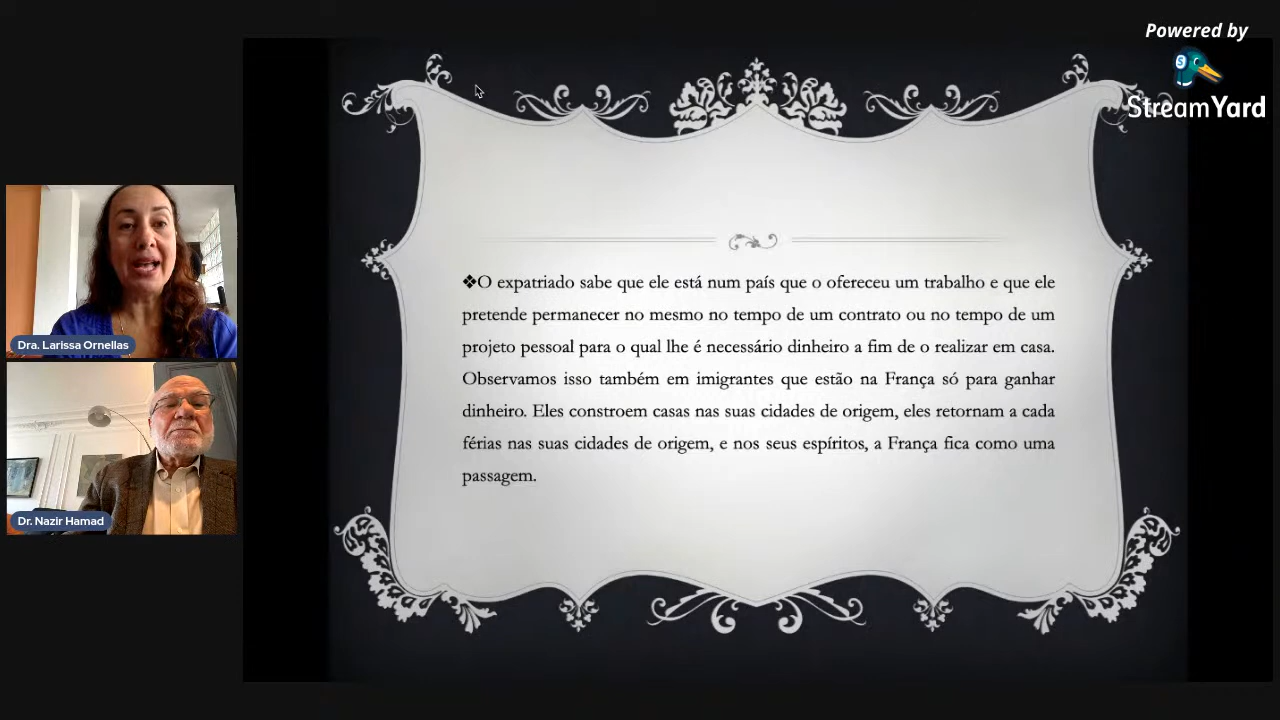 Powered by
StreamYard
❖O expatriado sabe que ele está num país que o ofereceu um trabalho e que ele
pretende permanecer no mesmo no tempo de um contrato ou no tempo de um
projeto pessoal para o qual lhe é necessário dinheiro a fim de o realizar em casa.
Observamos isso também em imigrantes que estão na França só para ganhar
dinheiro. Eles constroem casas nas suas cidades de origem, eles retornam a cada
férias nas suas cidades de origem, e nos seus espíritos, a França fica como uma
passagem.
Dra. Larissa Ornellas
Dr. Nazir Hamad